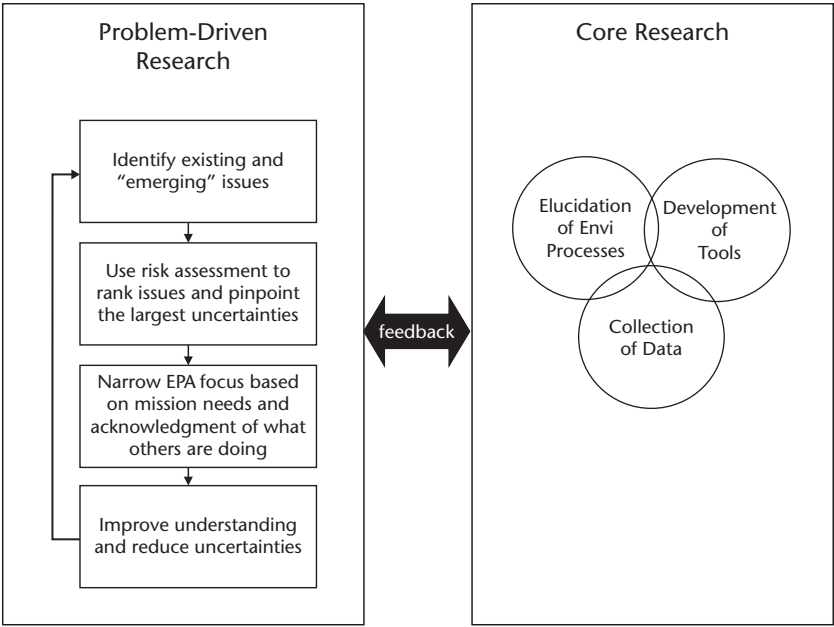 Problem-Driven
Research
Identify existing and
“emerging” issues
Use risk assessment to
rank issues and pinpoint
the largest uncertainties
Narrow EPA focus based
on mission needs and
acknowledgment of what
others are doing
Improve understanding
and reduce uncertainties
feedback
Core Research
Elucidation
of Envi
Processes
Development
of
Tools
Collection
of Data